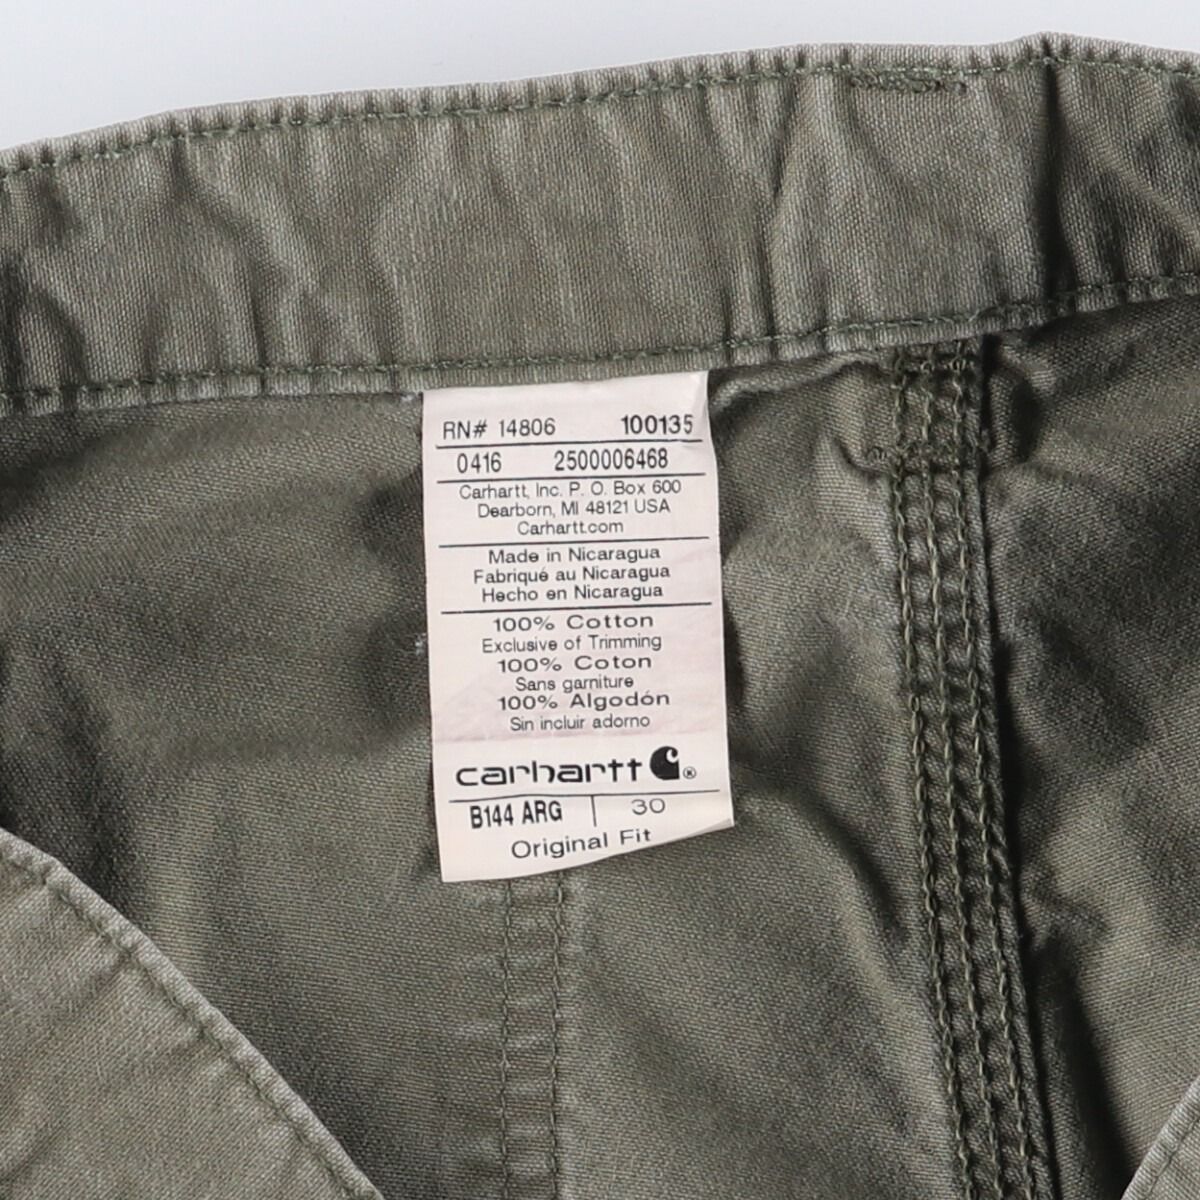 RN# 14806 100135
0416 2500006468
Carhartt, Inc. P. O. Box 600
Dearborn, MI 48121 USA
Carhartt.com
Made in Nicaragua
Fabriqué au Nicaragua
Hecho en Nicaragua
100% Cotton
Exclusive of Trimming
100% Coton
Sans garniture
100% Algodón
Sin incluir adorno
carhartt ®
B144 ARG | 30
Original Fit